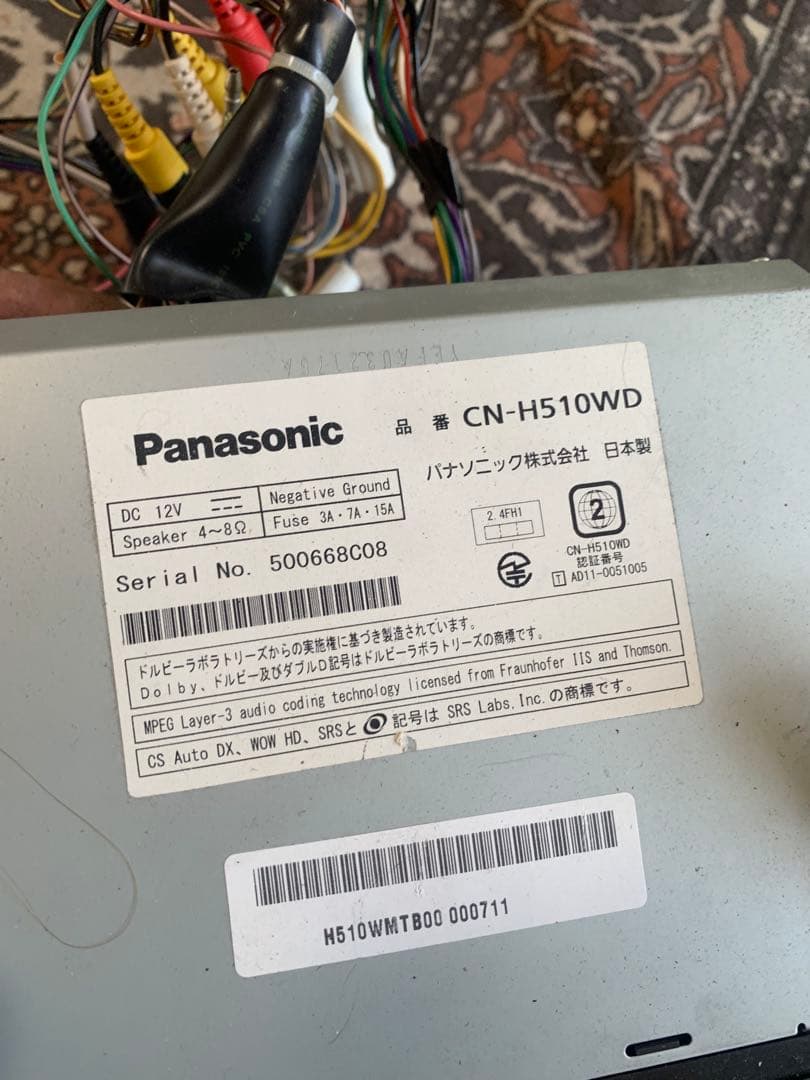 YEFA0321704
Panasonic
品 番 CN-H510WD
パナソニック株式会社 日本製
DC 12V
Negative Ground
Speaker 4～8Ω
Fuse 3A・7A・15A
2.4FH1
2
Serial No. 500668C08
CN-H510WD
認証番号
T AD11-0051005
ドルビーラボラトリーズからの実施権に基づき製造されています。
Dolby、ドルビー及びダブルD記号はドルビーラボラトリーズの商標です。
MPEG Layer-3 audio coding technology licensed from Fraunhofer IIS and Thomson.
CS Auto DX、WOW HD、SRSと 記号は SRS Labs, Inc. の商標です。
H510WMTB00 000711